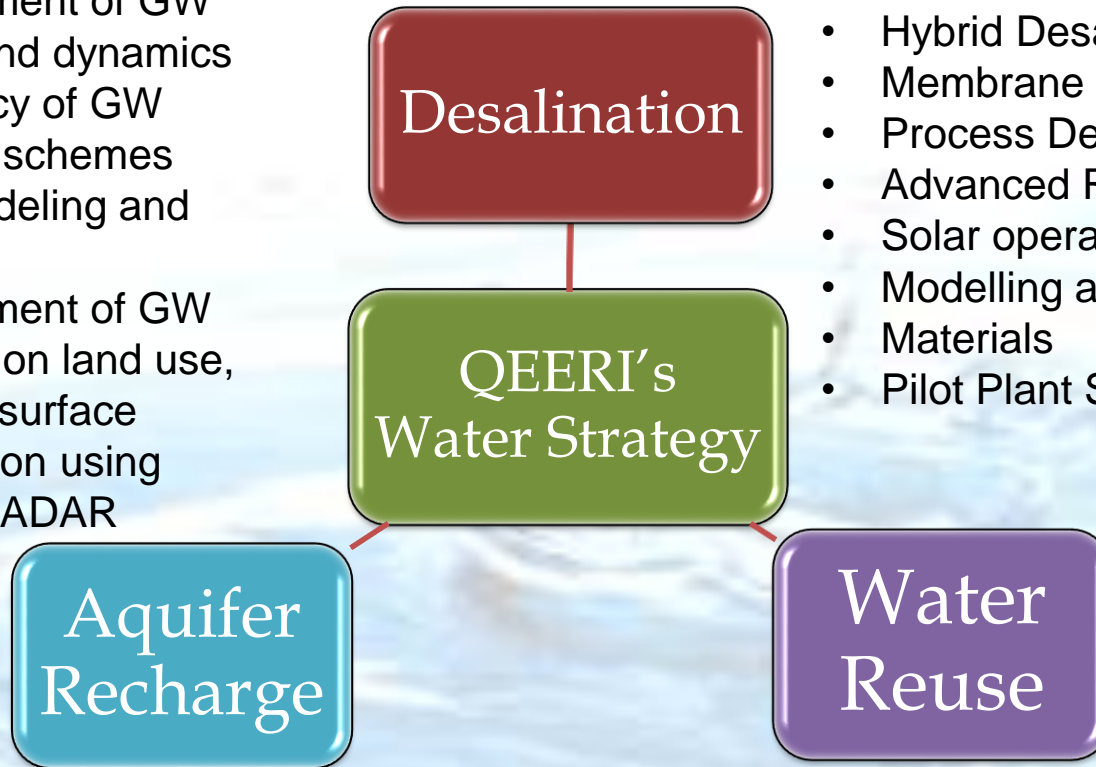 ment of GW
nd dynamics
cy of GW
schemes
deling and
ment of GW
on land use,
surface
on using
ADAR
Desalination
• Hybrid Desa
• Membrane
• Process De
• Advanced
• Solar opera
• Modelling a
• Materials
• Pilot Plant S
QEERI's
Water Strategy
Aquifer
Recharge
Water
Reuse